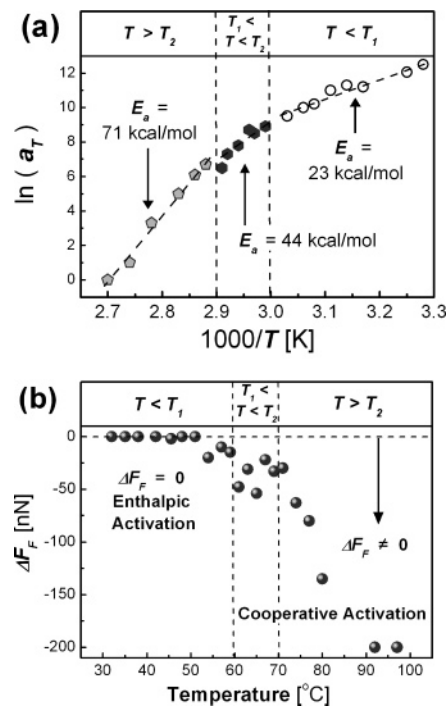 (a)
T > T2
T1 <
T < T2
T < T1
ln ( aT )
12
10
8
6
4
2
0
Ea =
71 kcal/mol
Ea =
23 kcal/mol
Ea = 44 kcal/mol
2.7 2.8 2.9 3.0 3.1 3.2 3.3
1000/T [K]
(b)
T < T1
T1 <
T < T2
T > T2
ΔFF [nN]
0
-50
-100
-150
-200
ΔFF = 0
Enthalpic
Activation
ΔFF ≠ 0
Cooperative Activation
30 40 50 60 70 80 90 100
Temperature [°C]